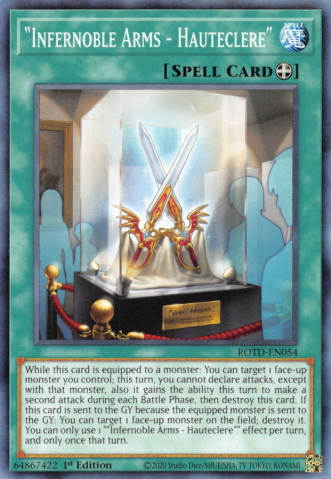 "Infernoble Arms - Hauteclere"
SPELL
魔
[Spell Card]
ROTD-EN054
While this card is equipped to a monster: You can target 1 face-up
monster you control; this turn, you cannot declare attacks, except
with that monster, also it gains the ability this turn to make a
second attack during each Battle Phase, then destroy this card. If
this card is sent to the GY because the equipped monster is sent to
the GY: You can target 1 face-up monster on the field; destroy it.
You can only use 1 ""Infernoble Arms - Hauteclere"" effect per turn,
and only once that turn.
64867422 1st Edition ©2020 Studio Dice/SHUEISHA, TV TOKYO, KONAMI